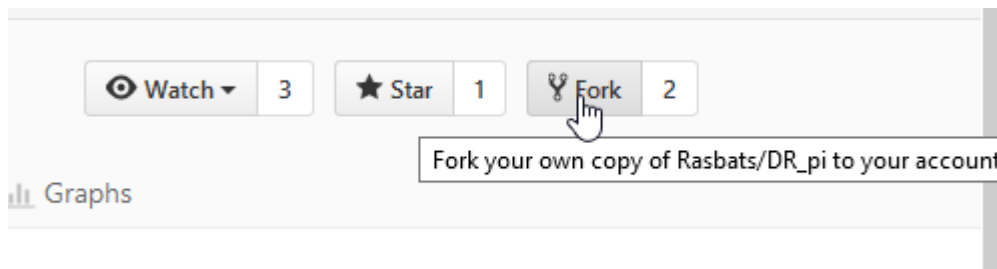 Watch 3 Star 1 Fork 2
Fork your own copy of Rasbats/DR_pi to your account
Graphs